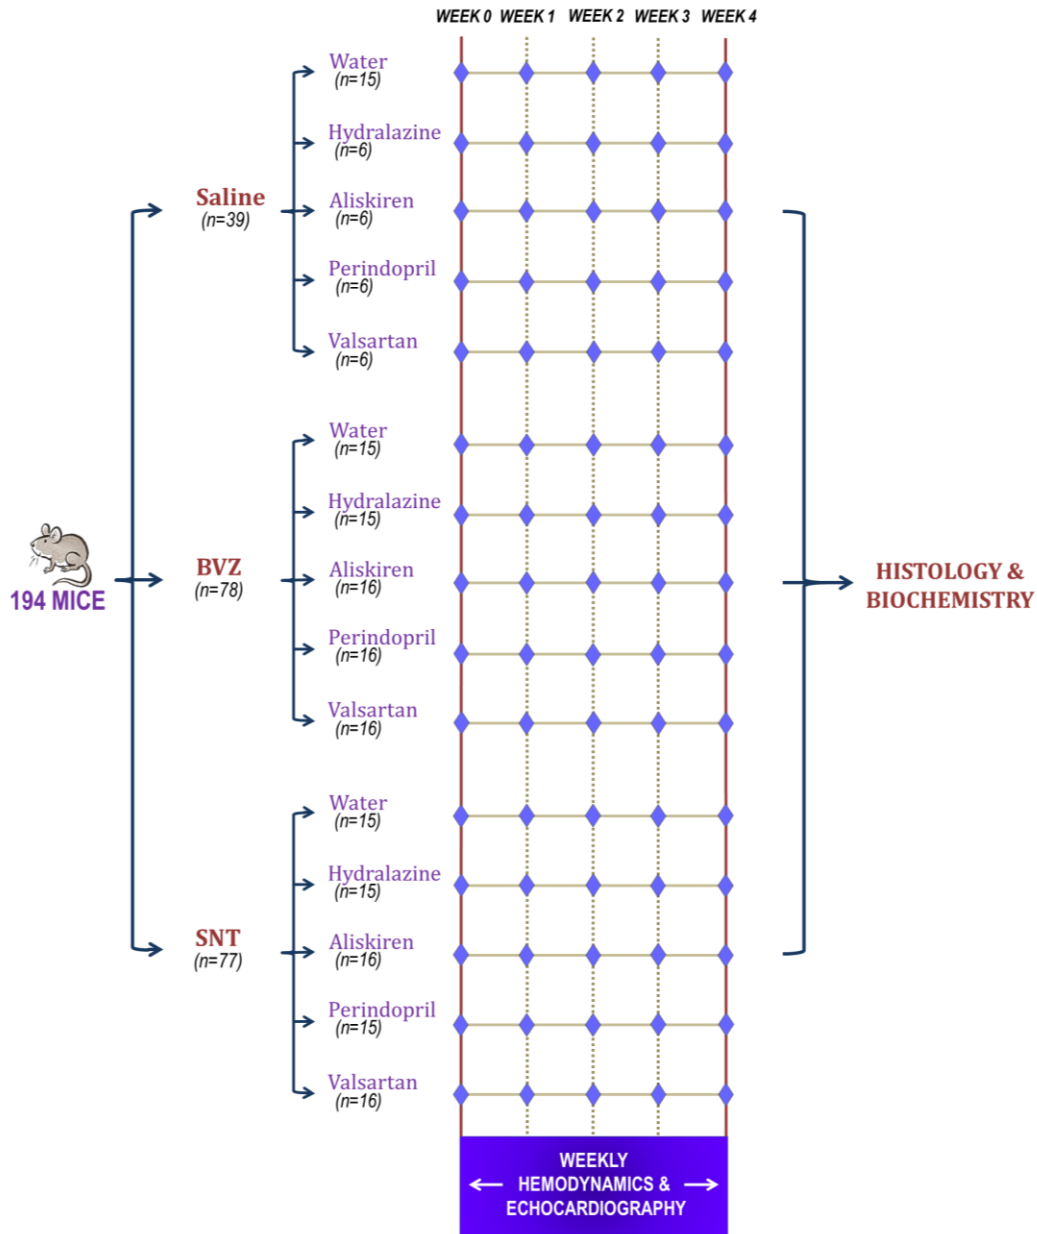 WEEK 0 WEEK 1 WEEK 2 WEEK 3 WEEK 4
Water
(n=15)
Hydralazine
(n=6)
Saline
(n=39)
Aliskiren
(n=6)
Perindopril
(n=6)
Valsartan
(n=6)
Water
(n=15)
Hydralazine
(n=15)
194 MICE
BVZ
(n=78)
Aliskiren
(n=16)
Perindopril
(n=16)
Valsartan
(n=16)
HISTOLOGY &
BIOCHEMISTRY
Water
(n=15)
Hydralazine
(n=15)
SNT
(n=77)
Aliskiren
(n=16)
Perindopril
(n=15)
Valsartan
(n=16)
WEEKLY
HEMODYNAMICS &
ECHOCARDIOGRAPHY